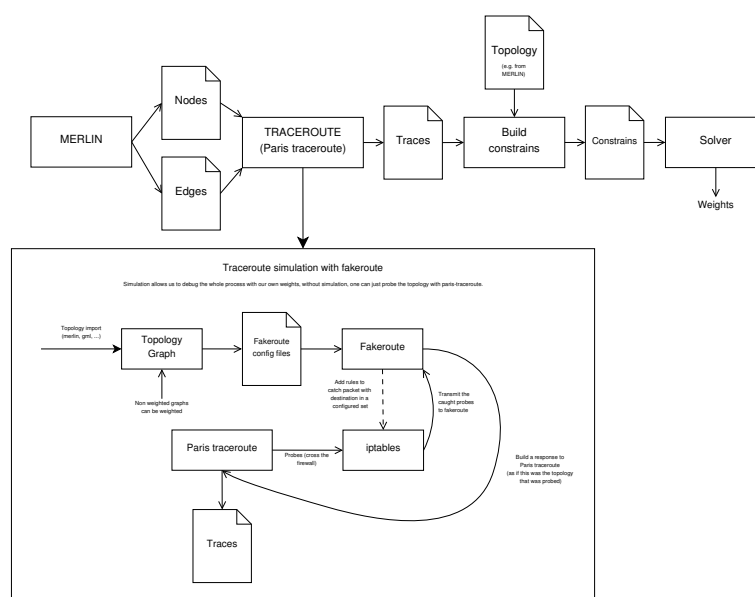 Topology
(e.g. from
MERLIN)
Nodes
MERLIN
TRACEROUTE
(Paris traceroute)
Traces
Build
constrains
Constrains
Solver
Edges
Weights
Traceroute simulation with fakeroute
Simulation allows us to debug the whole process with our own weights, without simulation, one can just probe the topology with paris-traceroute.
Topology import
(merlin, gml, ...)
Topology
Graph
Fakeroute
config files
Fakeroute
Non weighted graphs
can be weighted
Add rules to
catch packet with
destination in a
configured set
Transmit the
caught probes
to fakeroute
Paris traceroute
Probes (cross the
firewall)
iptables
Build a response to
Paris traceroute
(as if this was the topology
that was probed)
Traces